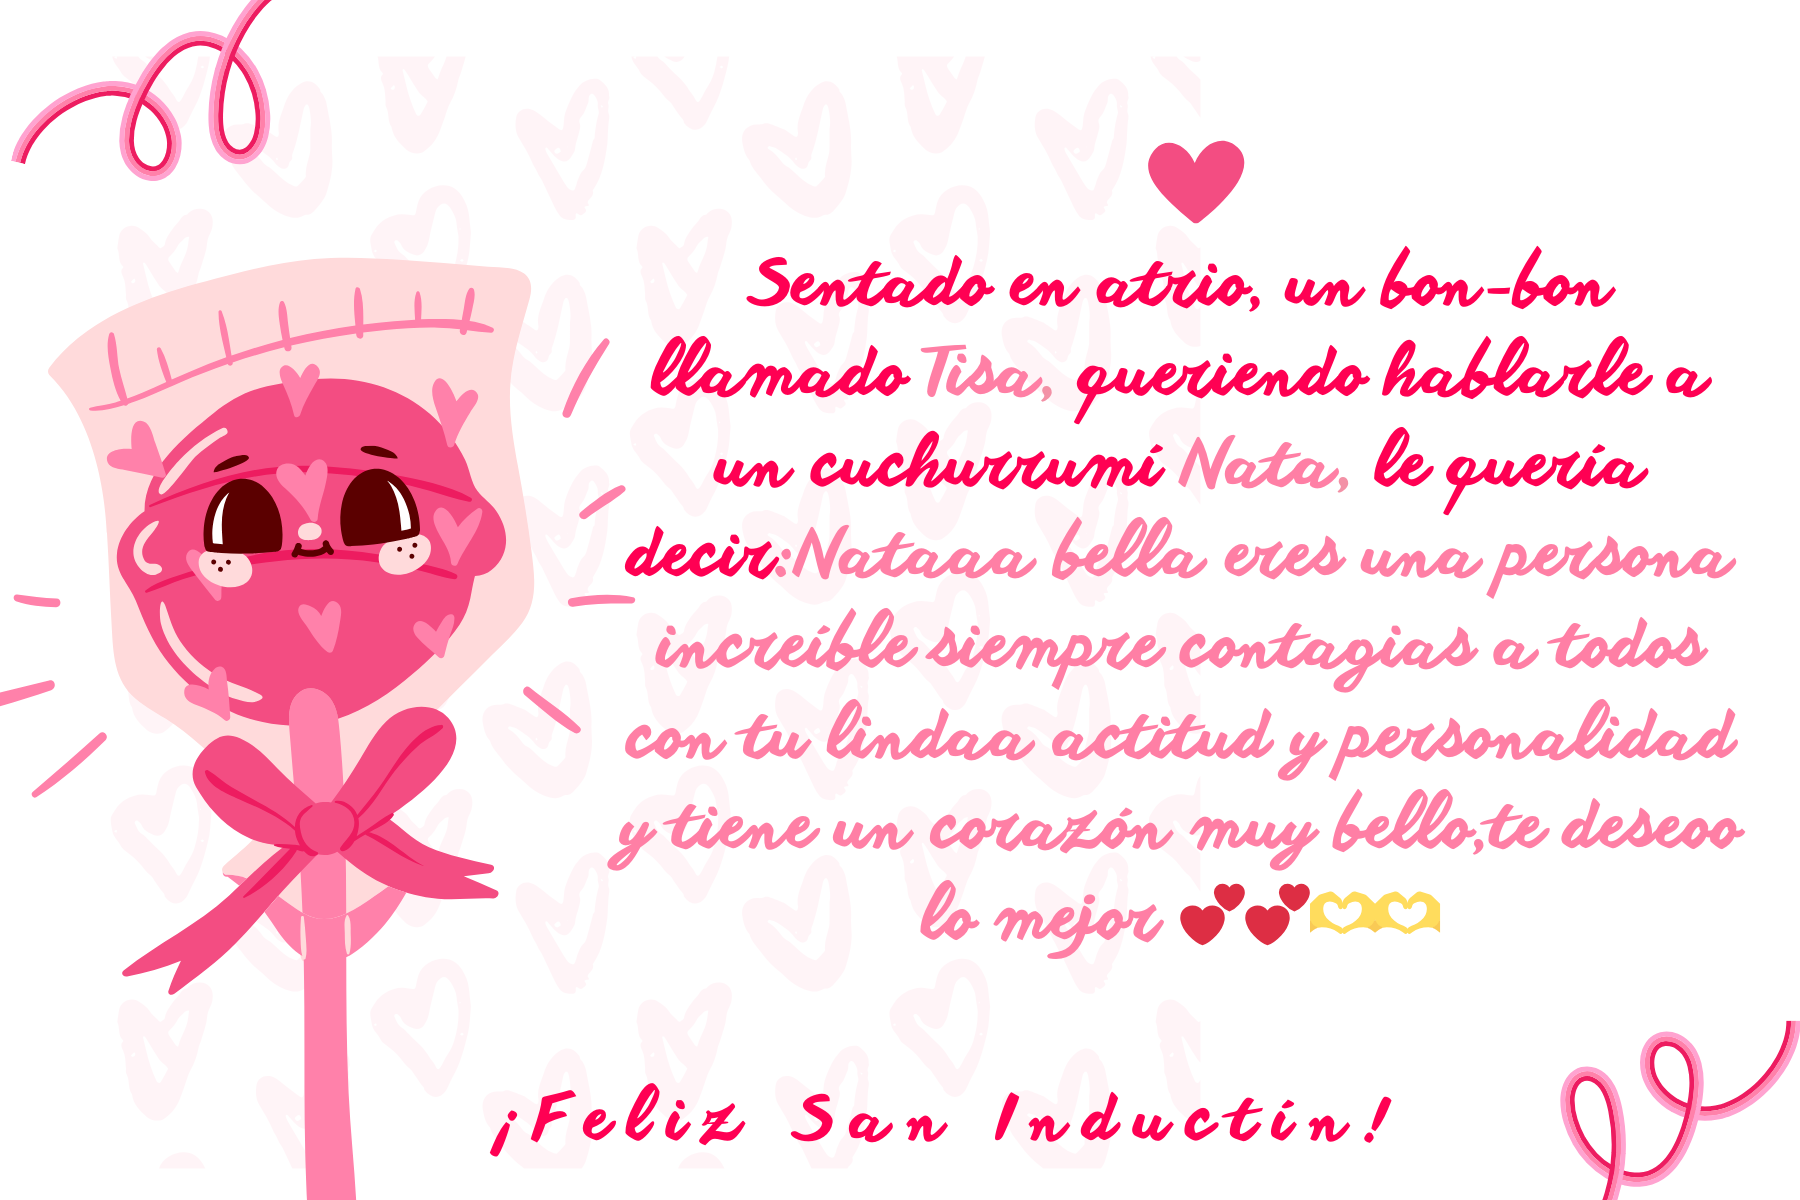 Sentado en atrio, un bon-bon
llamado Tisa, queriendo hablarle a
un cuchurrumí Nata, le quería
decir:Nataaa bella eres una persona
increíble siempre contagias a todos
con tu lindaa actitud y personalidad
y tiene un corazón muy bello,te deseoo
lo mejor 💕💕🫶🫶
¡Feliz San Inductín!